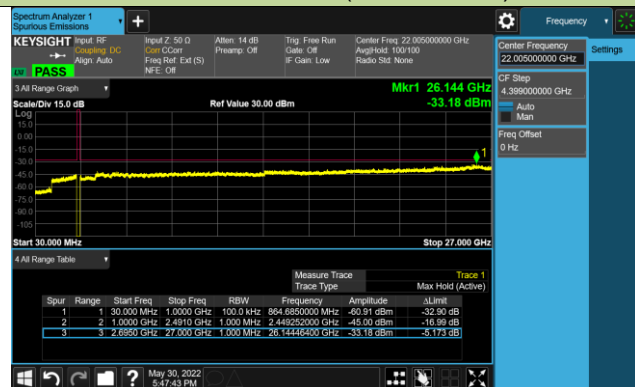 Spectrum Analyzer 1
Spurious Emissions
Frequency
KEYSIGHT
Input: RF
Coupling: DC
Align: Auto
Input Z: 50 Ω
Corr CCorr
Freq Ref: Ext (S)
NFE: Off
Atten: 14 dB
Preamp: Off
Trig: Free Run
Gate: Off
IF Gain: Low
Center Freq: 22.005000000 GHz
Avg|Hold: 100/100
Radio Std: None
PASS
Center Frequency
22.005000000 GHz
Settings
CF Step
4.399000000 GHz
Auto
Man
Freq Offset
0 Hz
3 All Range Graph
Mkr1 26.144 GHz
Scale/Div 15.0 dB
Ref Value 30.00 dBm
-33.18 dBm
Log
15.0
0.00
-15.0
-30.0
-45.0
-60.0
-75.0
-90.0
-105
1
Start 30.000 MHz
Stop 27.000 GHz
4 All Range Table
Measure Trace Trace 1
Trace Type Max Hold (Active)
Spur Range Start Freq Stop Freq RBW Frequency Amplitude ΔLimit
1 1 30.000 MHz 1.0000 GHz 100.0 kHz 864.6850000 MHz -60.91 dBm -32.90 dB
2 2 1.0000 GHz 2.4910 GHz 1.000 MHz 2.449252000 GHz -45.00 dBm -16.99 dB
3 3 2.6950 GHz 27.000 GHz 1.000 MHz 26.14446400 GHz -33.18 dBm -5.173 dB
May 30, 2022
5:47:43 PM